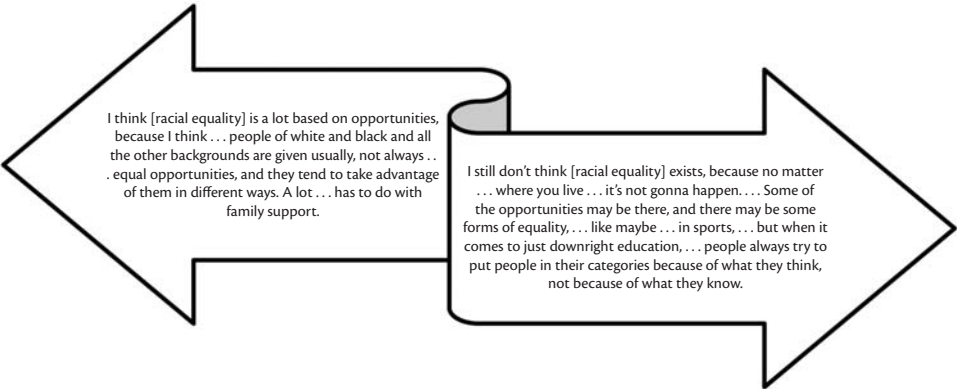 I think [racial equality] is a lot based on opportunities,
because I think . . . people of white and black and all
the other backgrounds are given usually, not always . .
. equal opportunities, and they tend to take advantage
of them in different ways. A lot . . . has to do with
family support.
I still don’t think [racial equality] exists, because no matter
. . . where you live . . . it’s not gonna happen. . . . Some of
the opportunities may be there, and there may be some
forms of equality, . . . like maybe . . . in sports, . . . but when it
comes to just downright education, . . . people always try to
put people in their categories because of what they think,
not because of what they know.